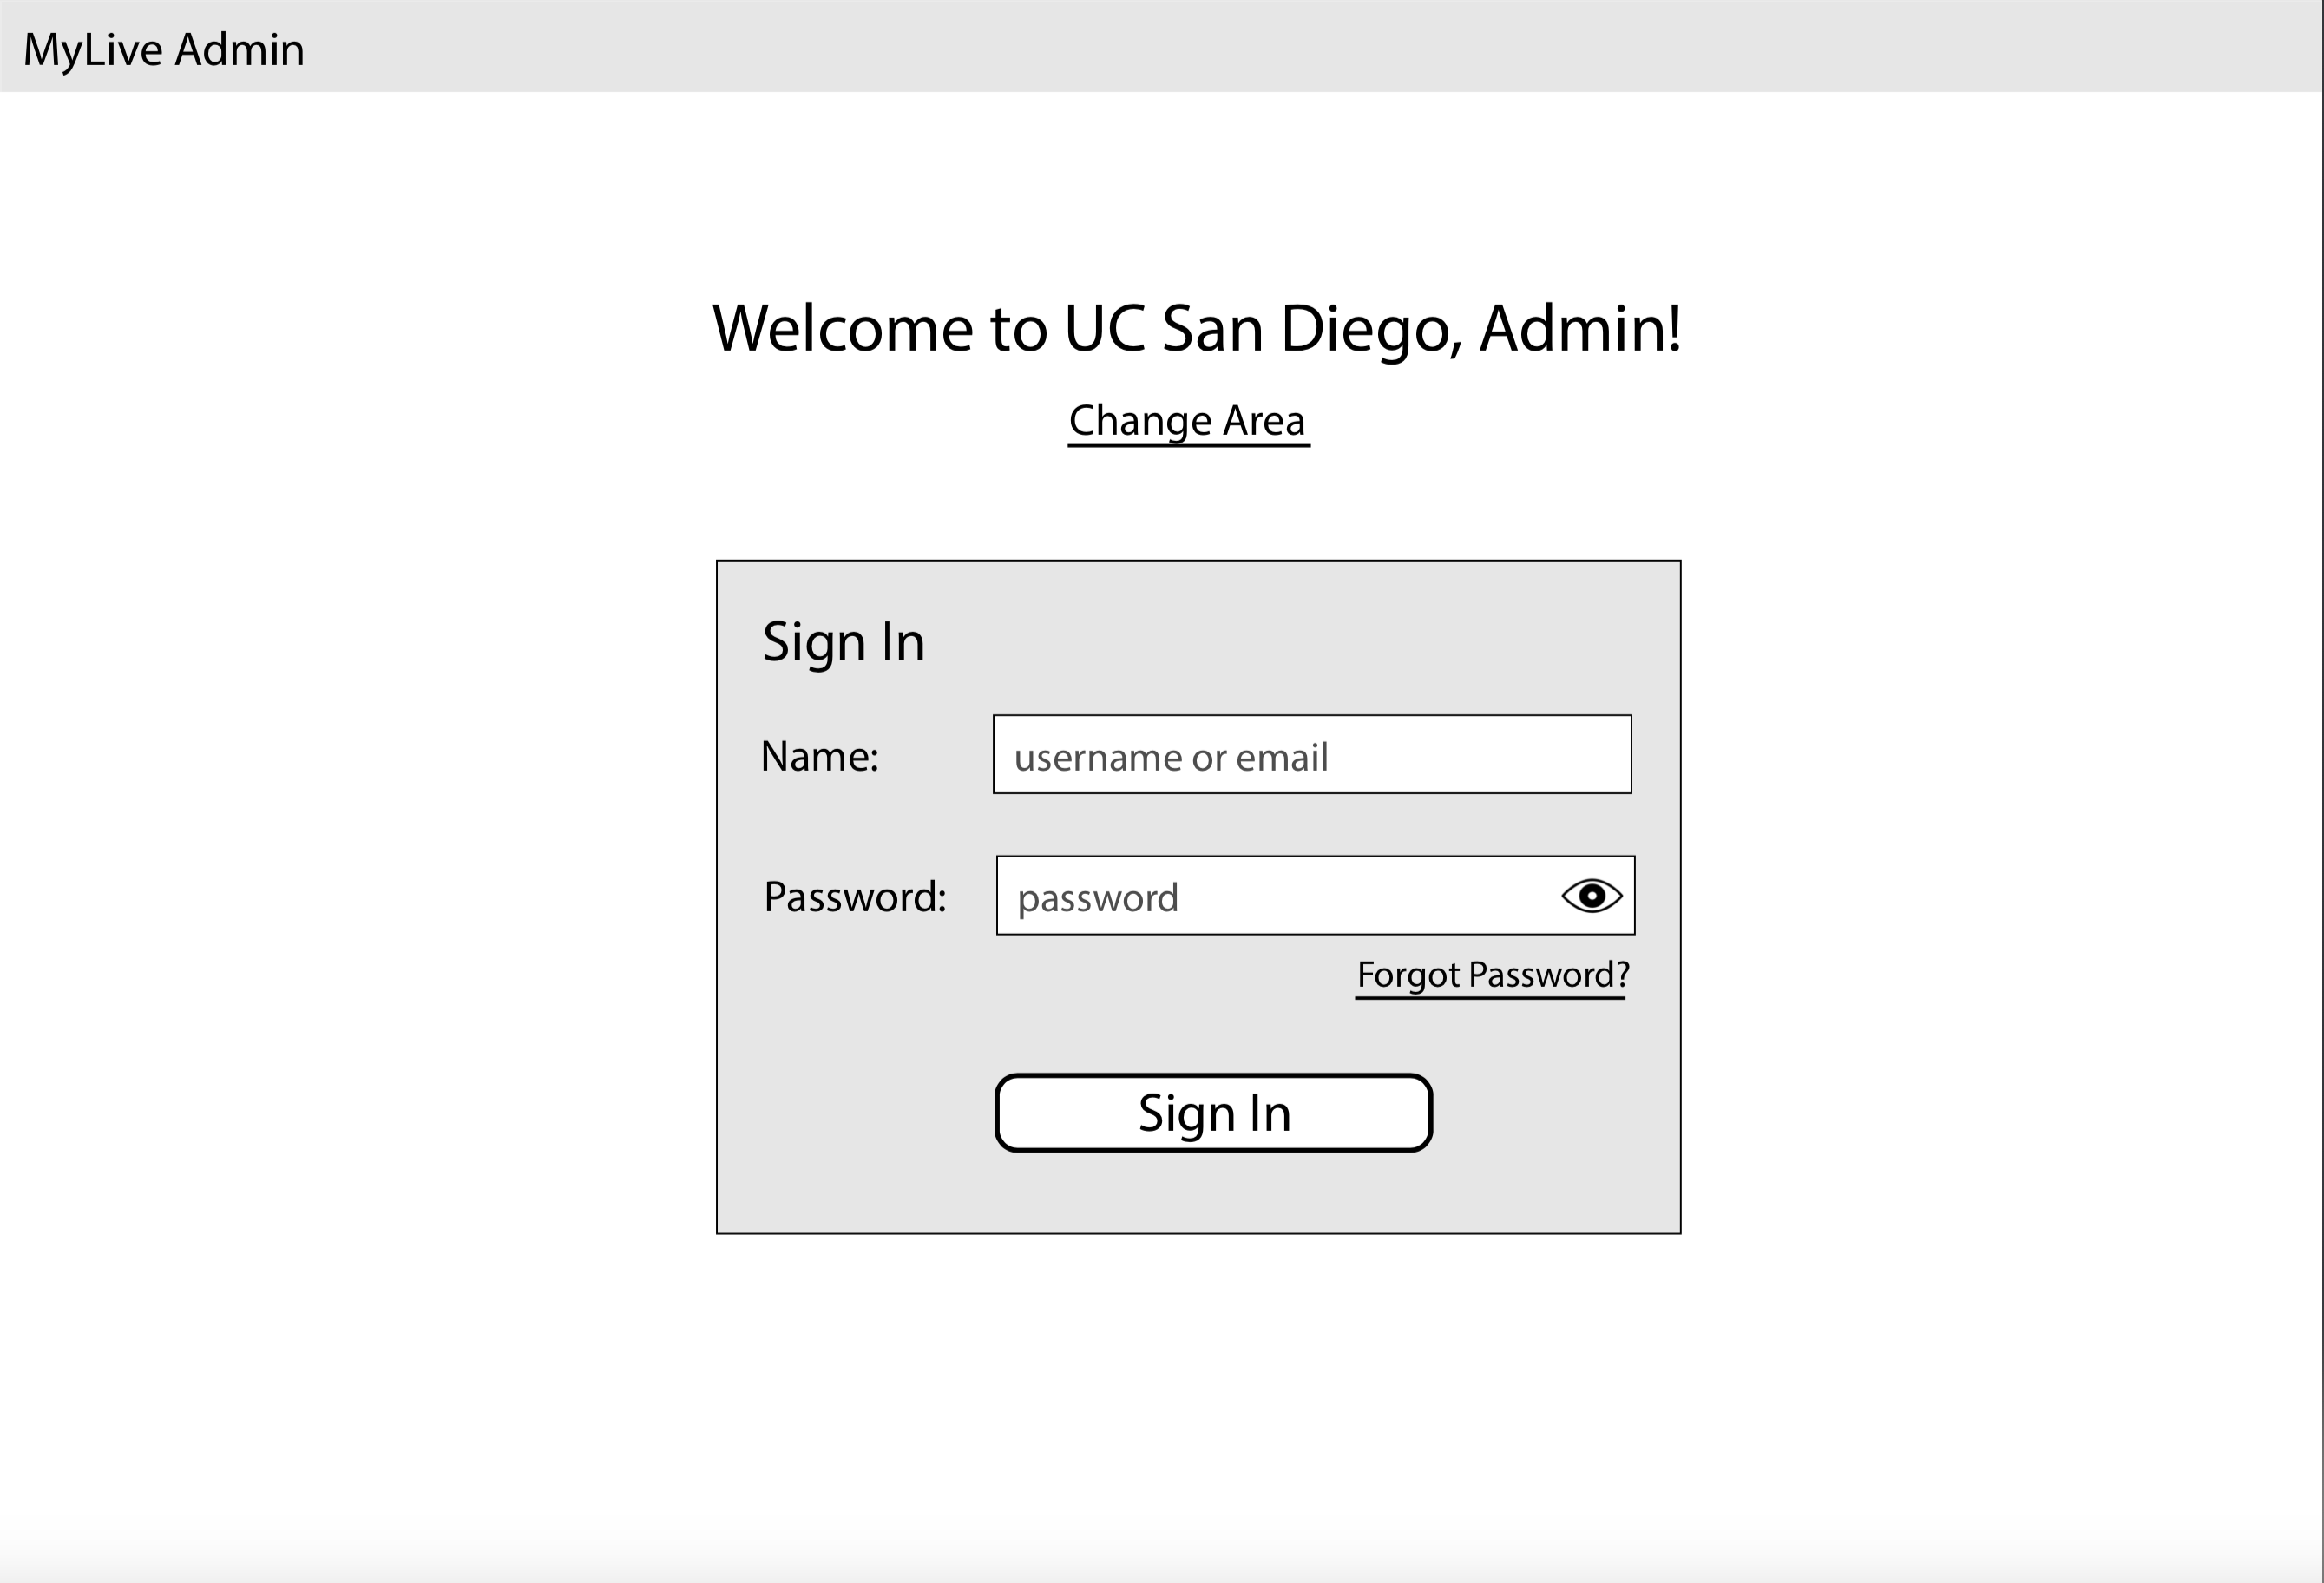 MyLive Admin
Welcome to UC San Diego, Admin!
Change Area
Sign In
Name:
username or email
Password:
password
Forgot Password?
Sign In